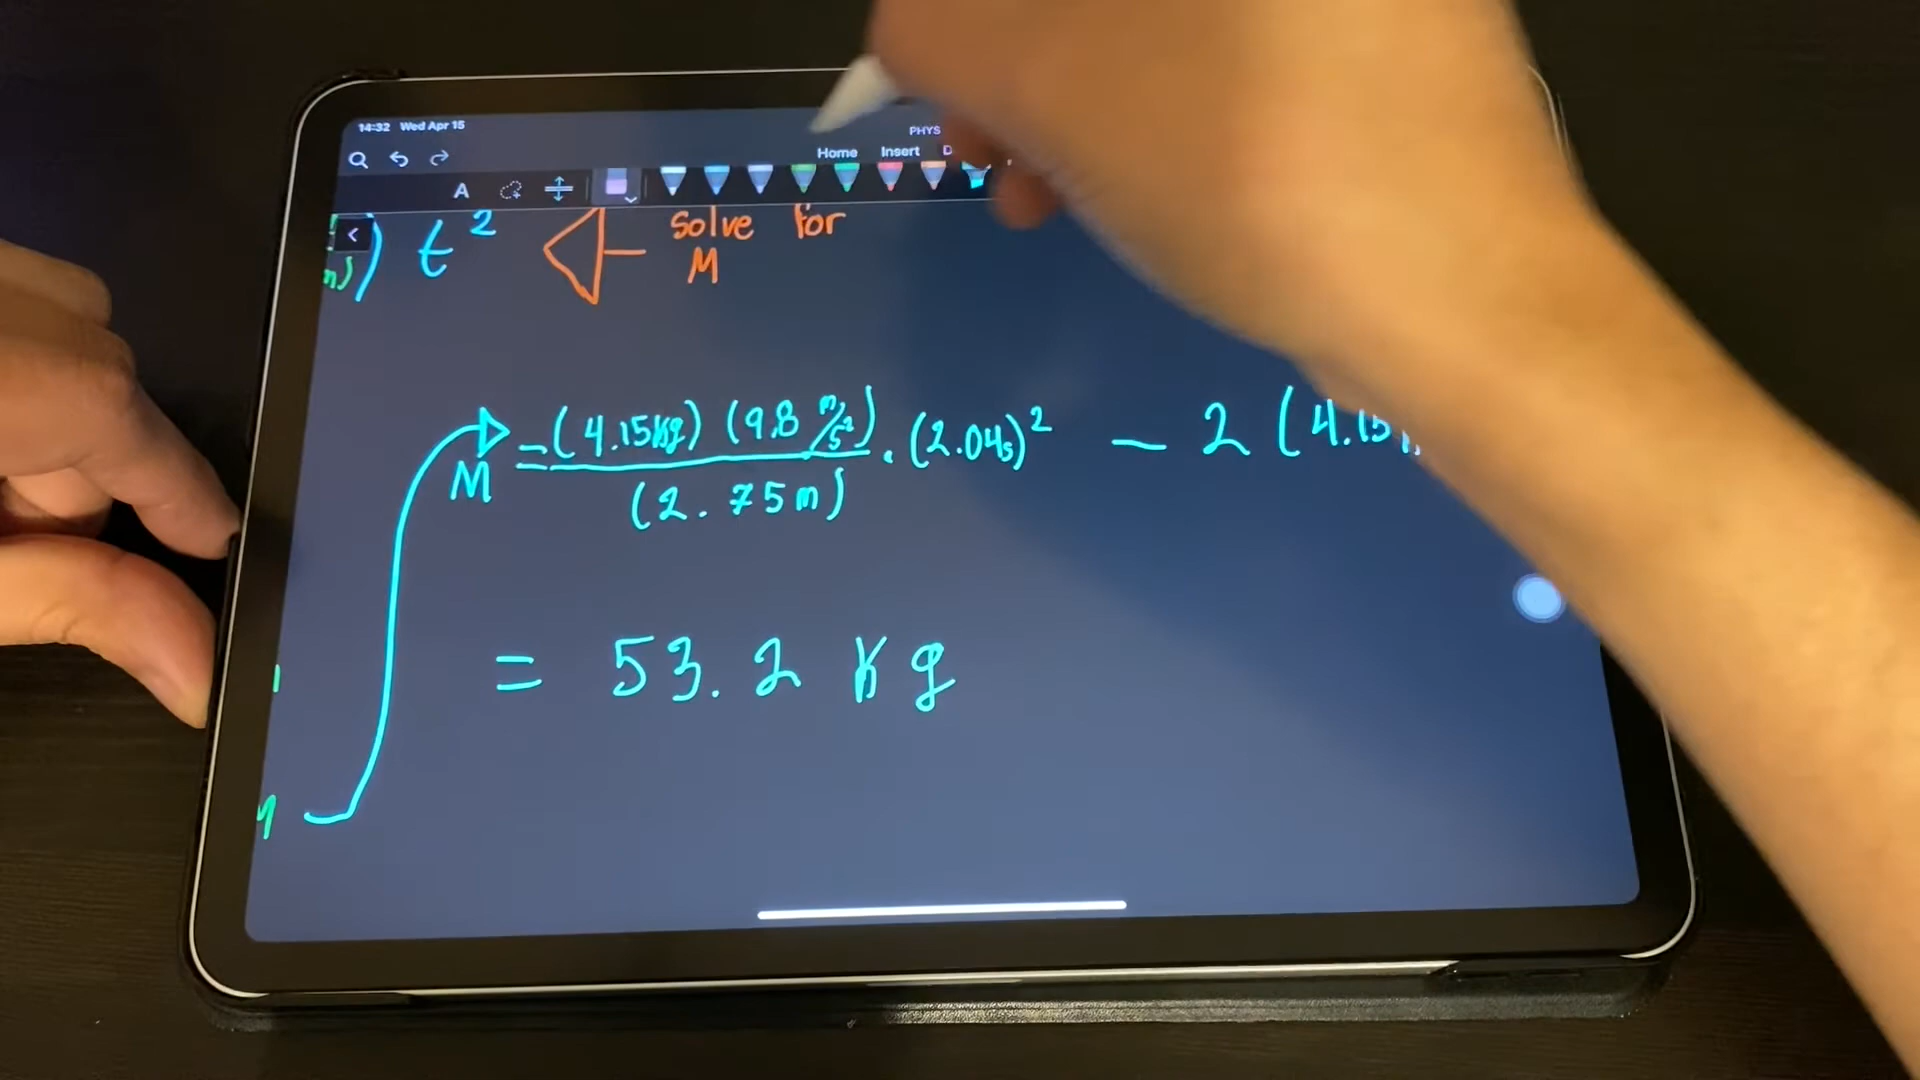 14:32 Wed Apr 15
PHYS
Home Insert D
A
) t² solve for
n) M
M = (4.15Kg) (9.8 m/s²) . (2.04s)² - 2 (4.15
(2.75m)
= 53.2 Kg